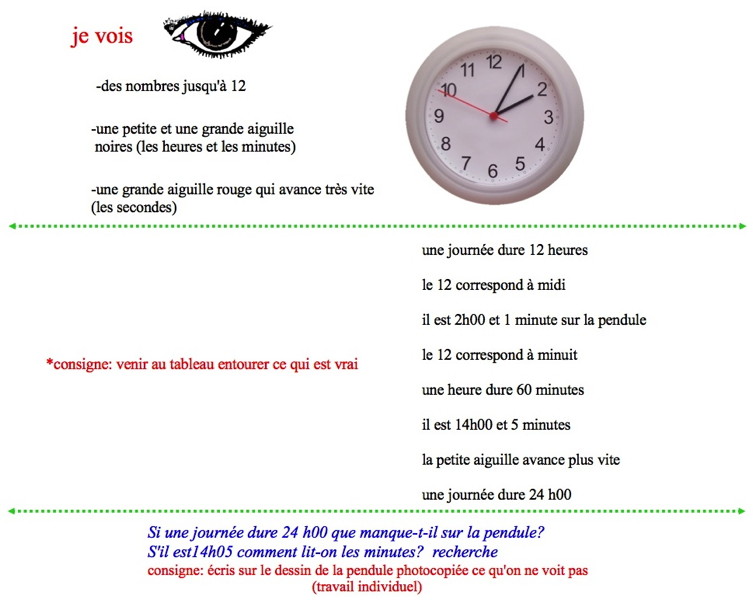 je vois
-des nombres jusqu'à 12
-une petite et une grande aiguille
noires (les heures et les minutes)
-une grande aiguille rouge qui avance très vite
(les secondes)
12
1
2
3
4
5
6
7
8
9
10
11
une journée dure 12 heures
le 12 correspond à midi
il est 2h00 et 1 minute sur la pendule
le 12 correspond à minuit
une heure dure 60 minutes
il est 14h00 et 5 minutes
la petite aiguille avance plus vite
une journée dure 24 h00
*consigne: venir au tableau entourer ce qui est vrai
Si une journée dure 24 h00 que manque-t-il sur la pendule?
S'il est14h05 comment lit-on les minutes? recherche
consigne: écris sur le dessin de la pendule photocopiée ce qu'on ne voit pas
(travail individuel)